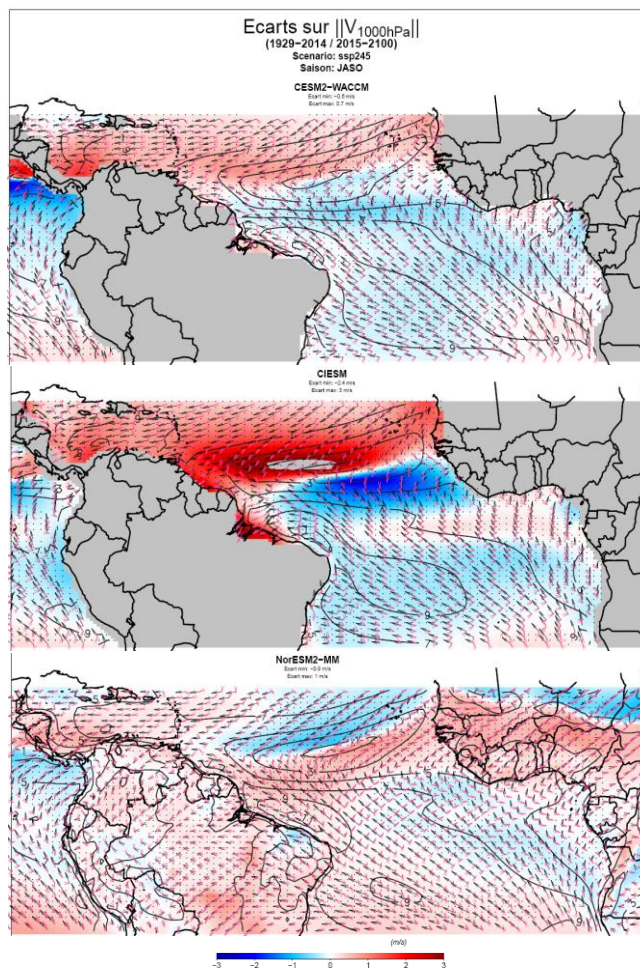 Ecarts sur ||V1000hPa||
(1929−2014 / 2015−2100)
Scenario: ssp245
Saison: JASO
CESM2−WACCM
Ecart min: −0.8 m/s
Ecart max: 0.7 m/s
CIESM
Ecart min: −2.4 m/s
Ecart max: 3 m/s
NorESM2−MM
Ecart min: −0.9 m/s
Ecart max: 1 m/s
(m/s)
−3 −2 −1 0 1 2 3